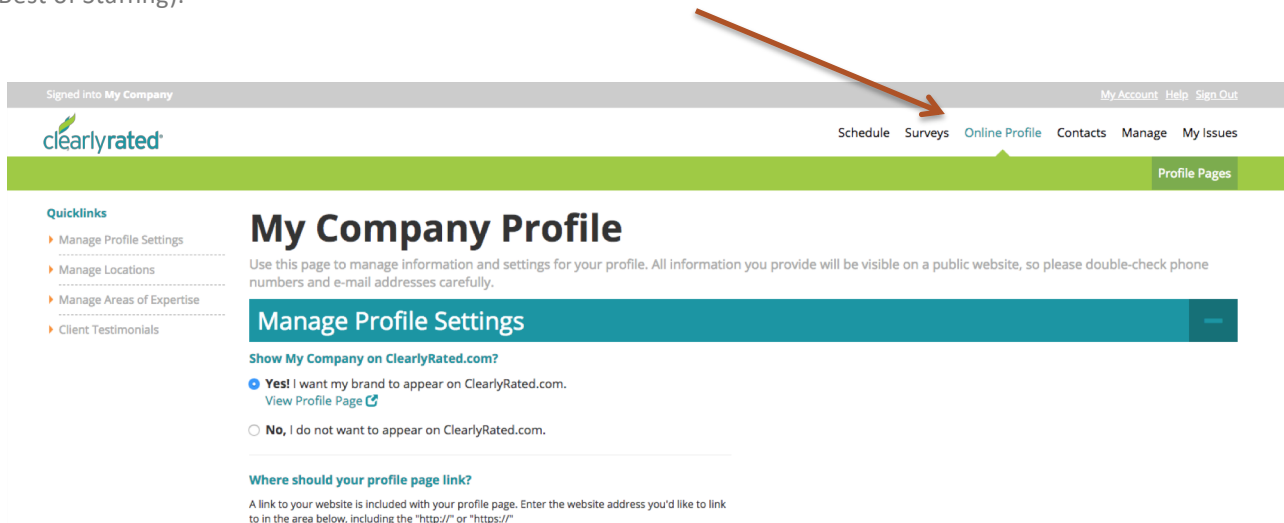 Best of Staffing).
Signed into My Company
My Account Help Sign Out
clearlyrated®
Schedule Surveys Online Profile Contacts Manage My Issues
Profile Pages
Quicklinks
Manage Profile Settings
Manage Locations
Manage Areas of Expertise
Client Testimonials
My Company Profile
Use this page to manage information and settings for your profile. All information you provide will be visible on a public website, so please double-check phone
numbers and e-mail addresses carefully.
Manage Profile Settings
Show My Company on ClearlyRated.com?
Yes! I want my brand to appear on ClearlyRated.com.
View Profile Page
No, I do not want to appear on ClearlyRated.com.
Where should your profile page link?
A link to your website is included with your profile page. Enter the website address you'd like to link
to in the area below, including the "http://" or "https://"